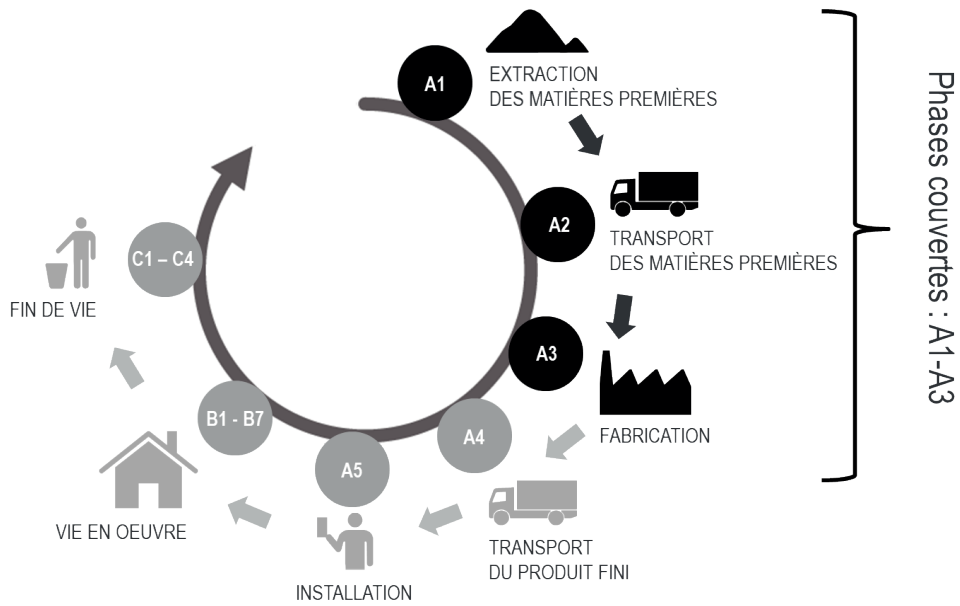 A1
EXTRACTION
DES MATIÈRES PREMIÈRES
A2
TRANSPORT
DES MATIÈRES PREMIÈRES
A3
FABRICATION
A4
TRANSPORT
DU PRODUIT FINI
A5
INSTALLATION
B1 - B7
VIE EN OEUVRE
C1 – C4
FIN DE VIE
Phases couvertes : A1-A3